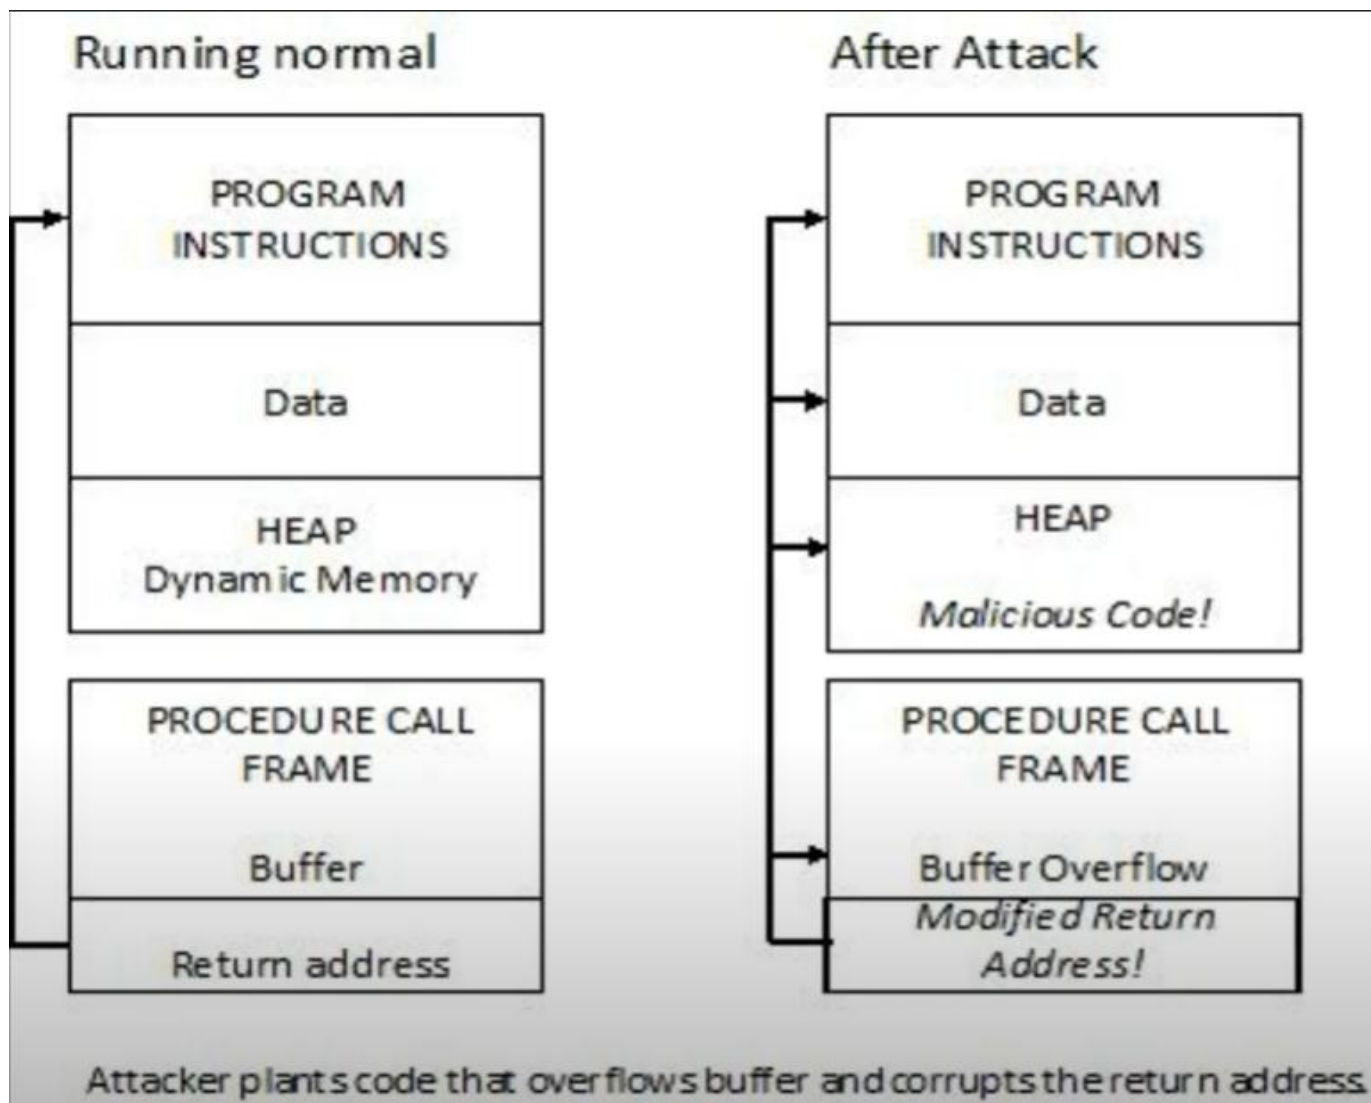 Running normal
PROGRAM
INSTRUCTIONS
Data
HEAP
Dynamic Memory
PROCEDURE CALL
FRAME
Buffer
Return address
After Attack
PROGRAM
INSTRUCTIONS
Data
HEAP
Malicious Code!
PROCEDURE CALL
FRAME
Buffer Overflow
Modified Return
Address!
Attacker plants code that overflows buffer and corrupts the return address.